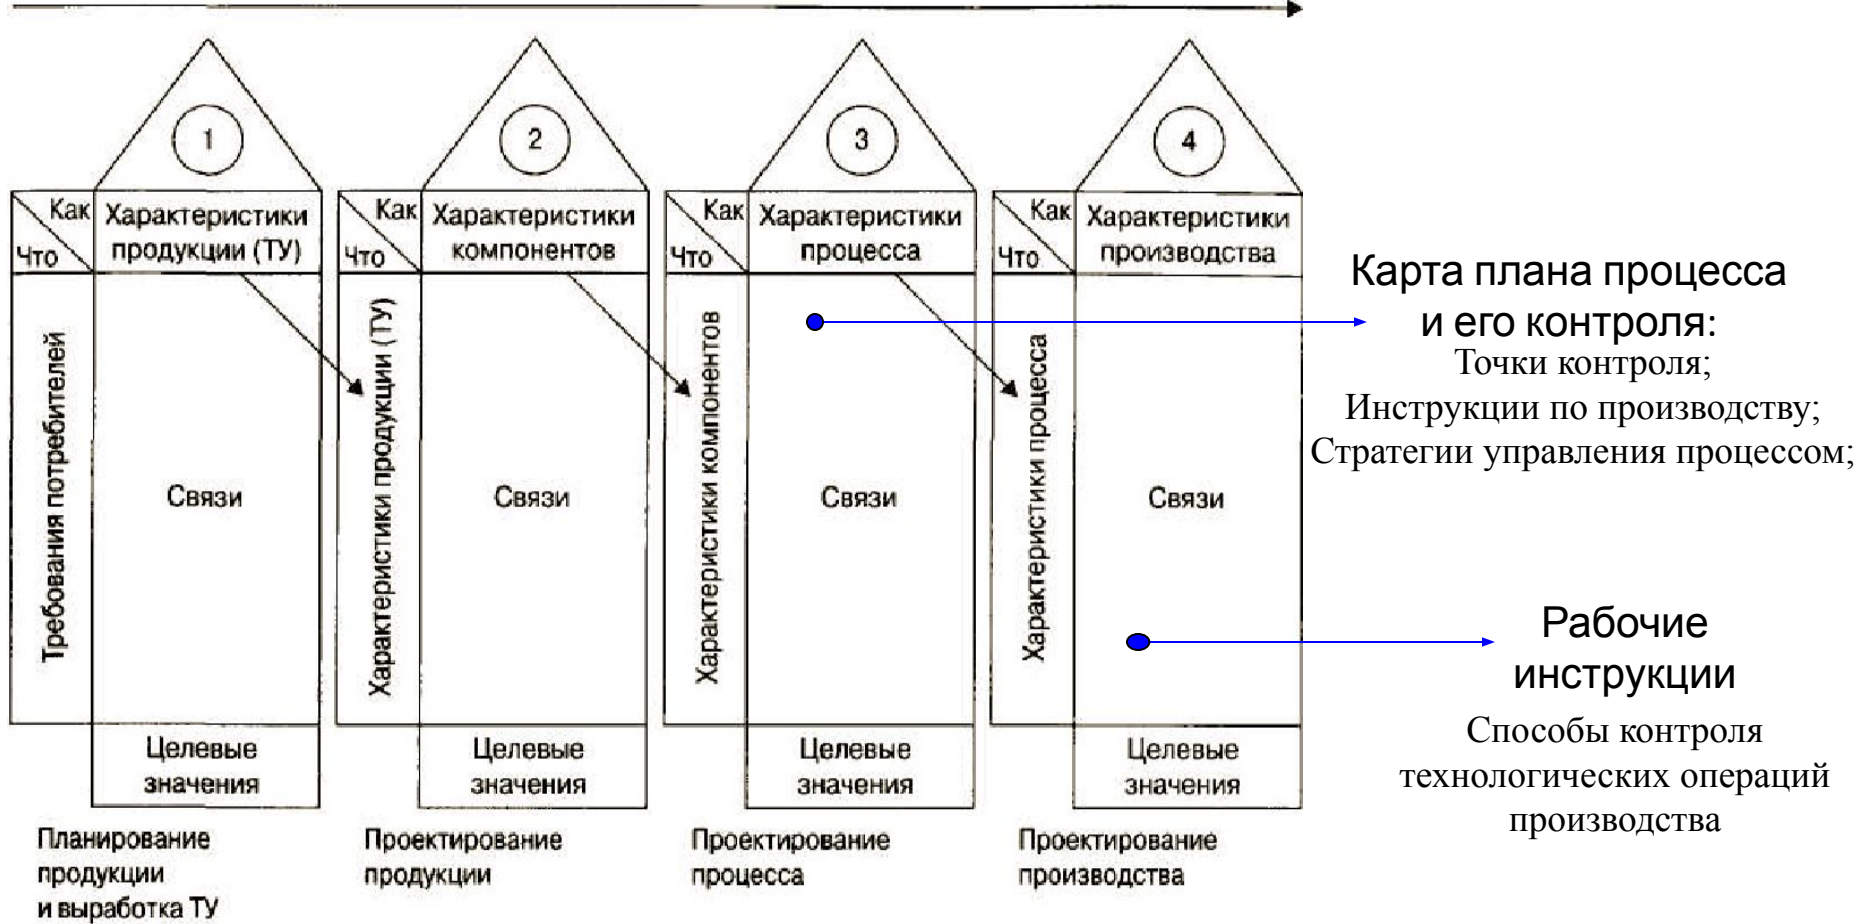 1
Как
Что
Характеристики
продукции (ТУ)
Требования потребителей
Связи
Целевые
значения
Планирование
продукции
и выработка ТУ
2
Как
Что
Характеристики
компонентов
Характеристики продукции (ТУ)
Связи
Целевые
значения
Проектирование
продукции
3
Как
Что
Характеристики
процесса
Характеристики компонентов
Связи
Целевые
значения
Проектирование
процесса
4
Как
Что
Характеристики
производства
Характеристики процесса
Связи
Целевые
значения
Проектирование
производства
Карта плана процесса
и его контроля:
Точки контроля;
Инструкции по производству;
Стратегии управления процессом;
Рабочие
инструкции
Способы контроля
технологических операций
производства